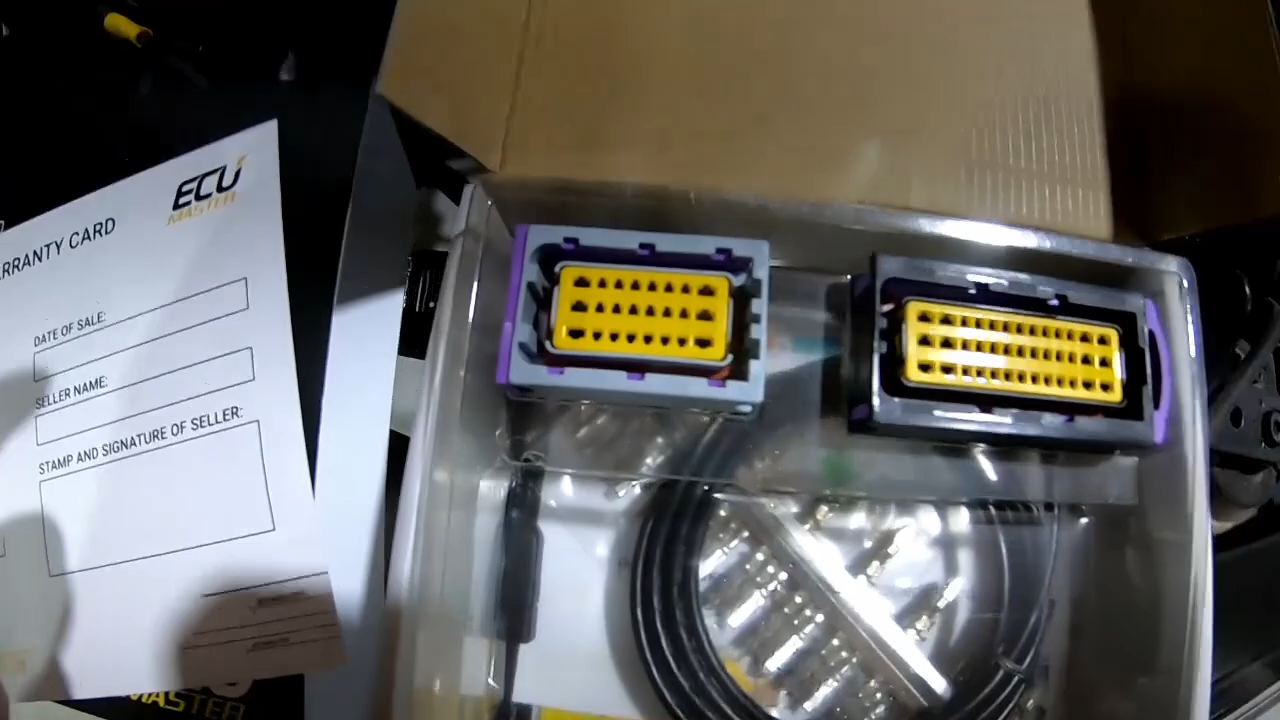 ECU
MASTER
RRANTY CARD
DATE OF SALE:
SELLER NAME:
STAMP AND SIGNATURE OF SELLER:
MASTER